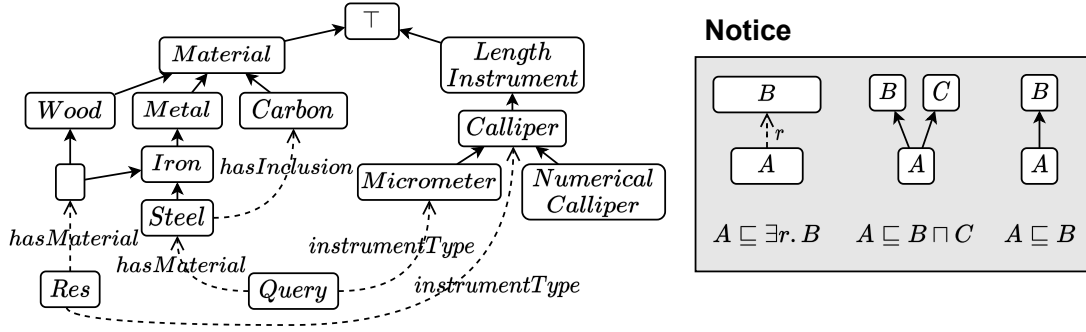 ⊤
Material
Length
Instrument
Wood
Metal
Carbon
Calliper
Iron
hasInclusion
Micrometer
Numerical
Calliper
Steel
hasMaterial
hasMaterial
instrumentType
Res
Query
instrumentType
Notice
B
B
C
B
r
A
A
A
A ⊑ ∃r. B
A ⊑ B ⊓ C
A ⊑ B